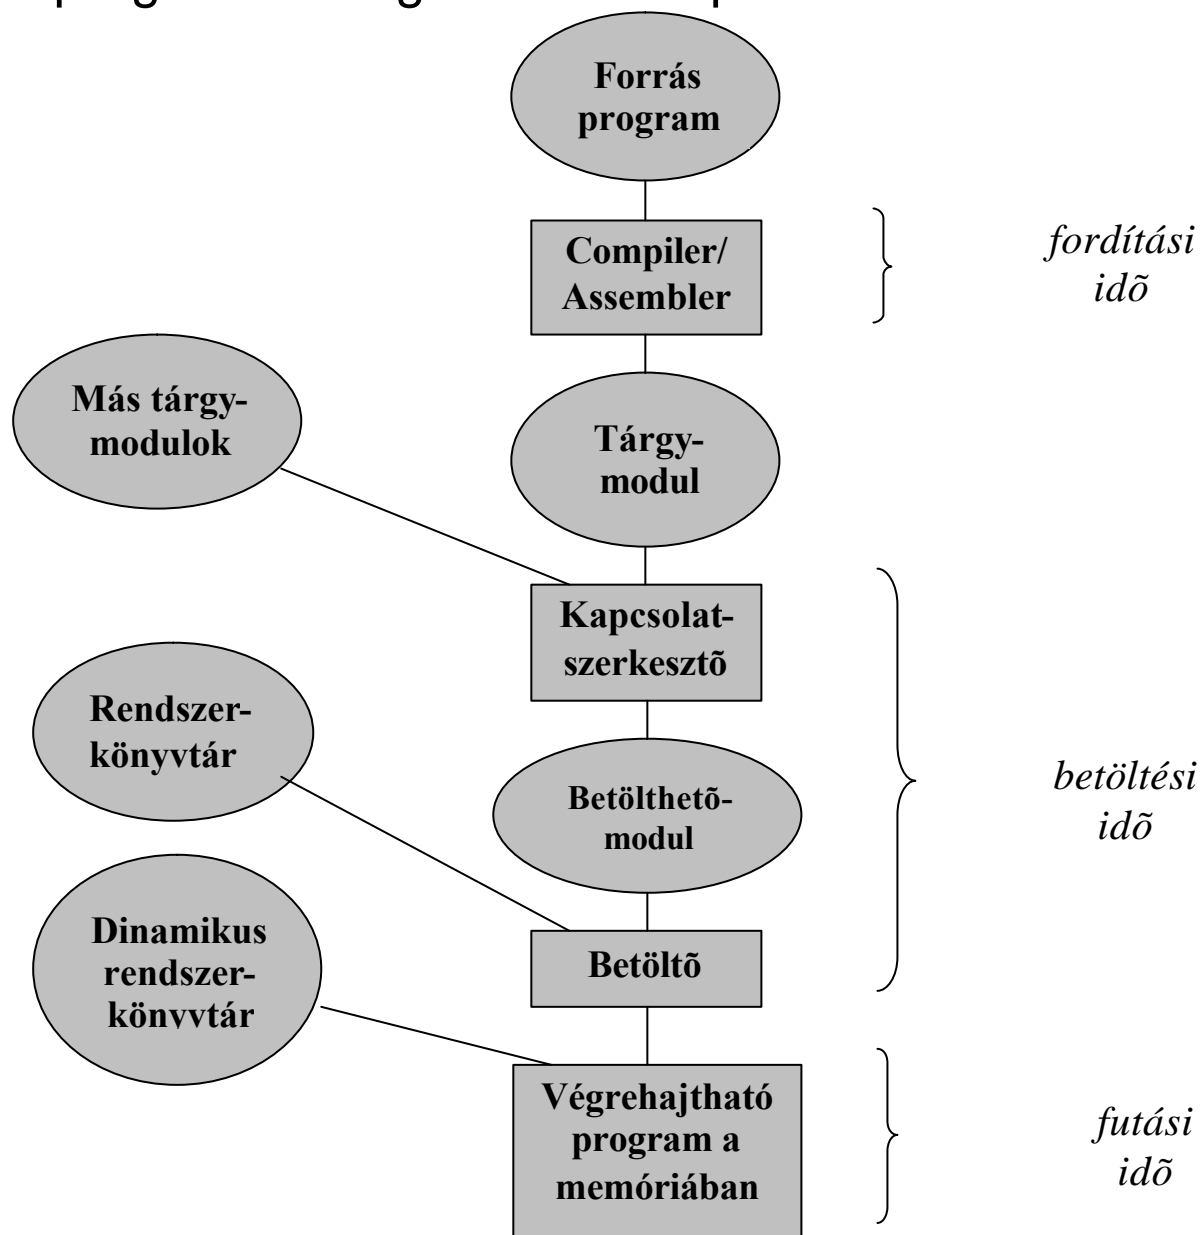 Forrás
program
Compiler/
Assembler
fordítási
idõ
Más tárgy-
modulok
Tárgy-
modul
Kapcsolat-
szerkesztõ
Rendszer-
könyvtár
Betölthetõ-
modul
betöltési
idõ
Dinamikus
rendszer-
könyvtár
Betöltõ
Végrehajtható
program a
memóriában
futási
idõ